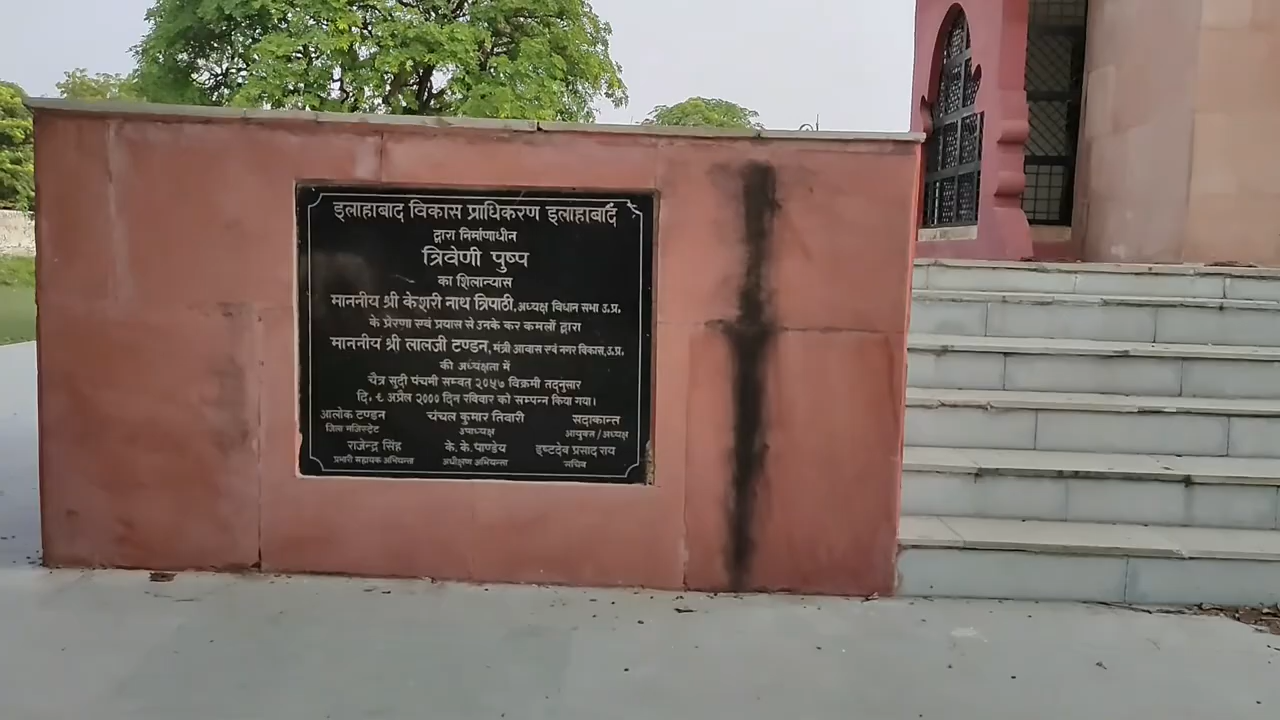 इलाहाबाद विकास प्राधिकरण इलाहाबाद
द्वारा निर्माणाधीन
त्रिवेणी पुष्प
का शिलान्यास
माननीय श्री केशरी नाथ त्रिपाठी, अध्यक्ष विधान सभा उ.प्र.
के प्रेरणा एवं प्रयास से उनके कर कमलों द्वारा
माननीय श्री लालजी टण्डन, मंत्री आवास एवं नगर विकास, उ.प्र.
की अध्यक्षता में
चैत्र सुदी पंचमी सम्वत् २०५७ विक्रमी तद्नुसार
दि. ९ अप्रैल २००० दिन रविवार को सम्पन्न किया गया।
आलोक टण्डन चंचल कुमार तिवारी सदाकान्त
जिला मजिस्ट्रेट उपाध्यक्ष आयुक्त/अध्यक्ष
राजेन्द्र सिंह के. के. पाण्डेय इष्टदेव प्रसाद राय
प्रभारी सहायक अभियन्ता अधीक्षण अभियन्ता सचिव